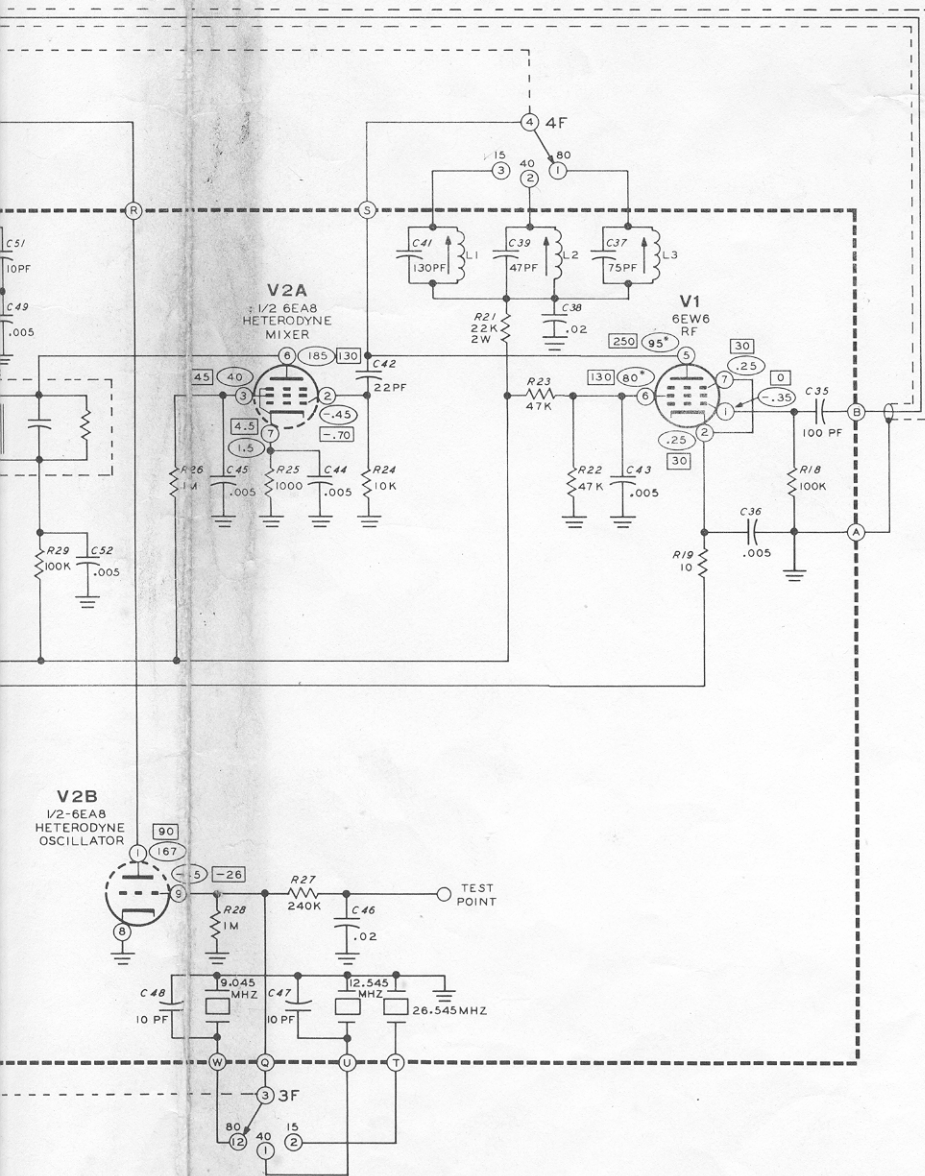 4 4F
15 40 80
3 2 1
R S
C51
10PF
C49
.005
C41
130PF
L1
C39
47PF
L2
C37
75PF
L3
V2A
1/2 6EA8
HETERODYNE
MIXER
6 185 130
C42
22PF
45 40 3
2
-.45
-.70
4.5
7
1.5
R21
22K
2W
C38
.02
V1
6EW6
RF
250 95*
5
30
7
.25
0
-.35
130 80*
6
1
.25 2
30
C35
100 PF
B
R23
47K
R26
1M
C45
.005
R25
1000
C44
.005
R24
10K
R22
47K
C43
.005
R18
100K
C36
.005
A
R19
10
R29
100K
C52
.005
V2B
1/2-6EA8
HETERODYNE
OSCILLATOR
90
1 167
-26
9
8
R28
1M
R27
240K
C46
.02
TEST
POINT
C48
10 PF
9.045
MHZ
C47
10 PF
12.545
MHZ
26.545MHZ
W Q U T
3 3F
80 40 15
12 1 2